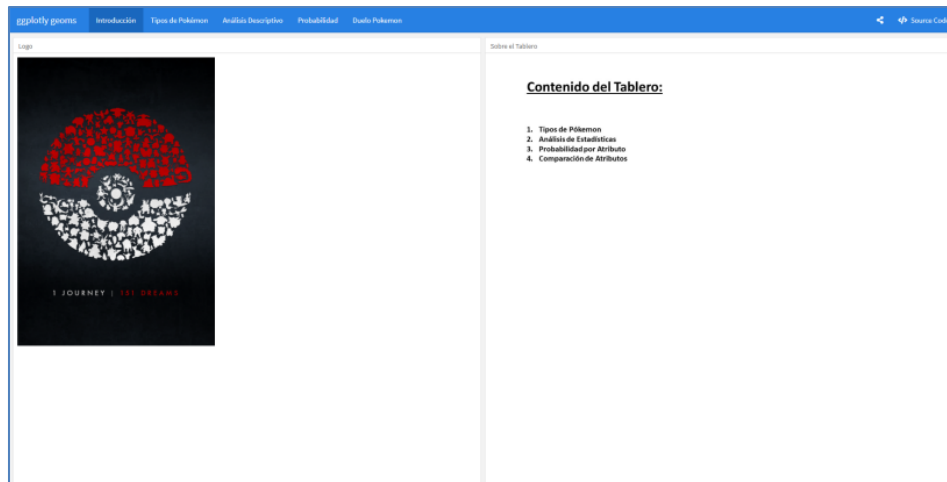 ggplotly geoms Introducción Tipos de Pokémon Análisis Descriptivo Probabilidad Duelo Pokemon Source Code
Logo
Sobre el Tablero
1 JOURNEY | 151 DREAMS
Contenido del Tablero:
1. Tipos de Pókemon
2. Análisis de Estadísticas
3. Probabilidad por Atributo
4. Comparación de Atributos